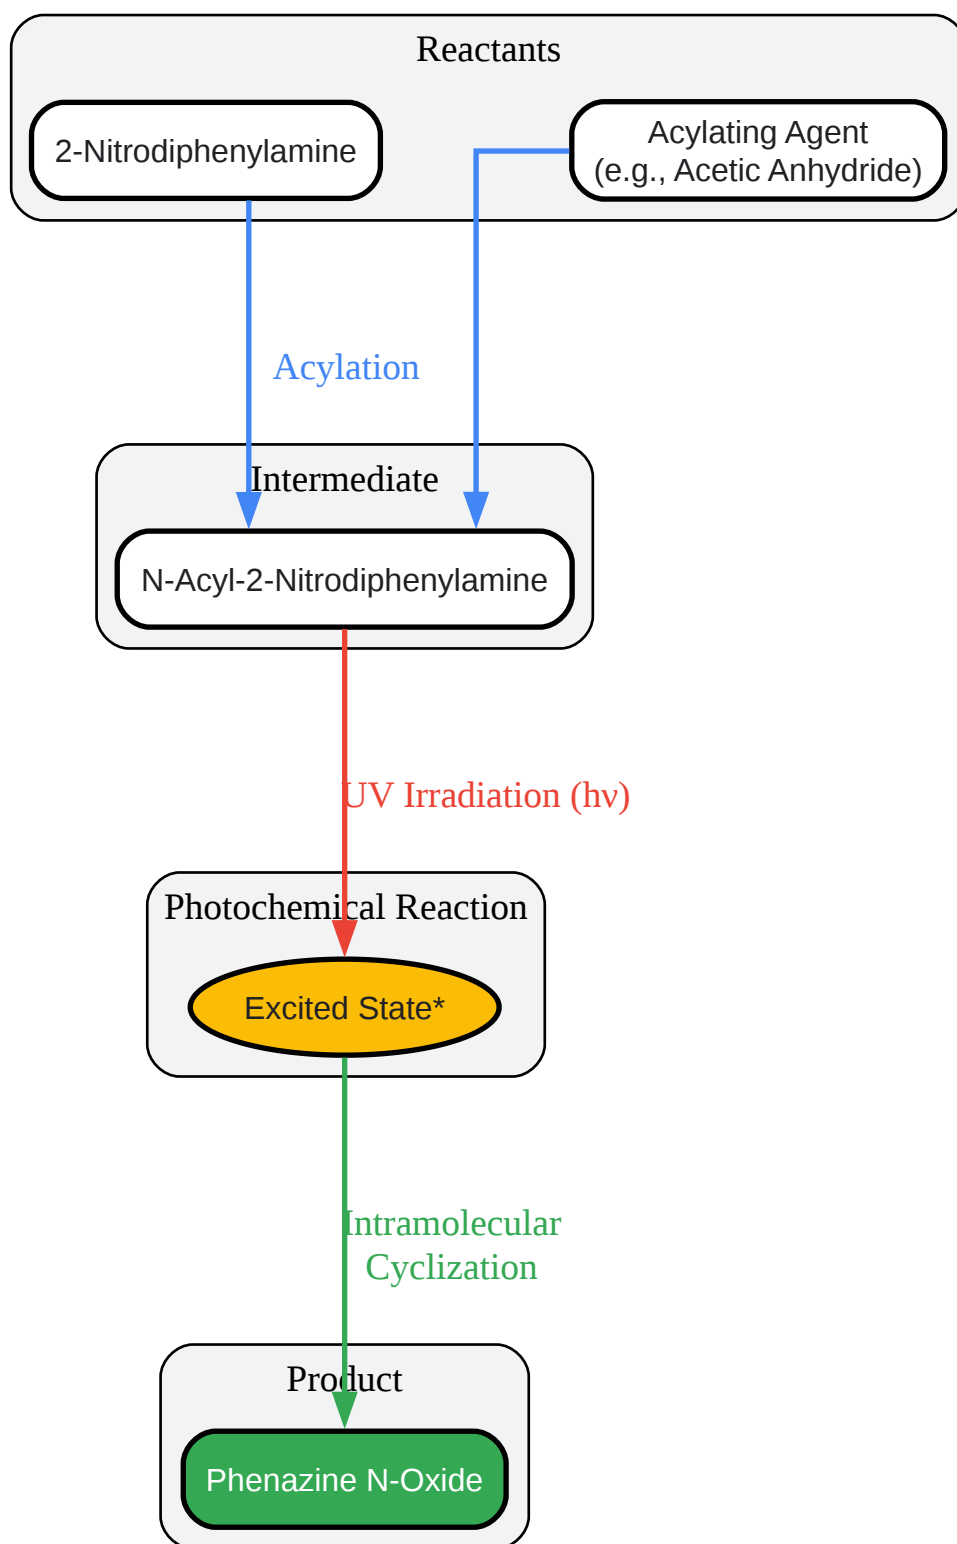 Reactants
2-Nitrodiphenylamine
Acylating Agent
(e.g., Acetic Anhydride)
Acylation
Intermediate
N-Acyl-2-Nitrodiphenylamine
UV Irradiation (hν)
Photochemical Reaction
Excited State*
Intramolecular
Cyclization
Product
Phenazine N-Oxide